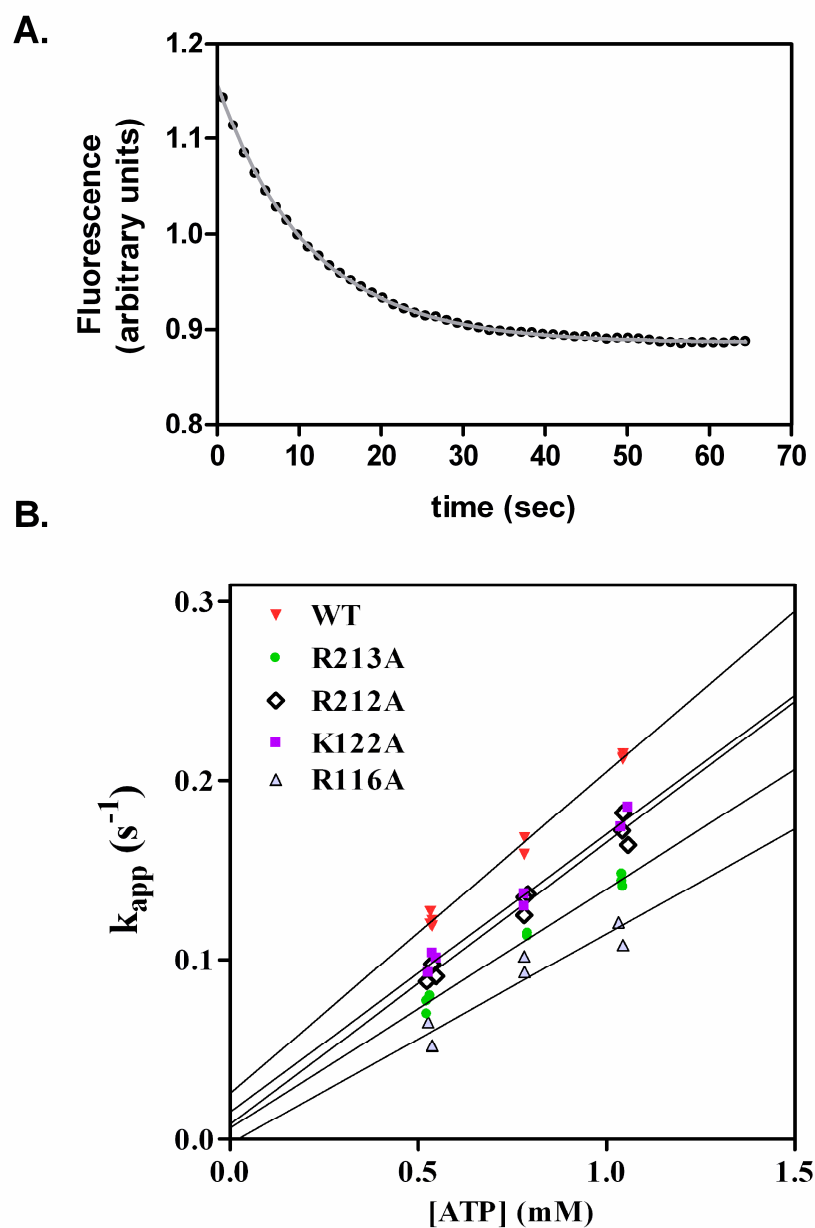 A.
1.2
1.1
1.0
0.9
0.8
Fluorescence
(arbitrary units)
0 10 20 30 40 50 60 70
time (sec)
B.
0.3
0.2
0.1
0.0
k_app (s⁻¹)
WT
R213A
R212A
K122A
R116A
0.0 0.5 1.0 1.5
[ATP] (mM)